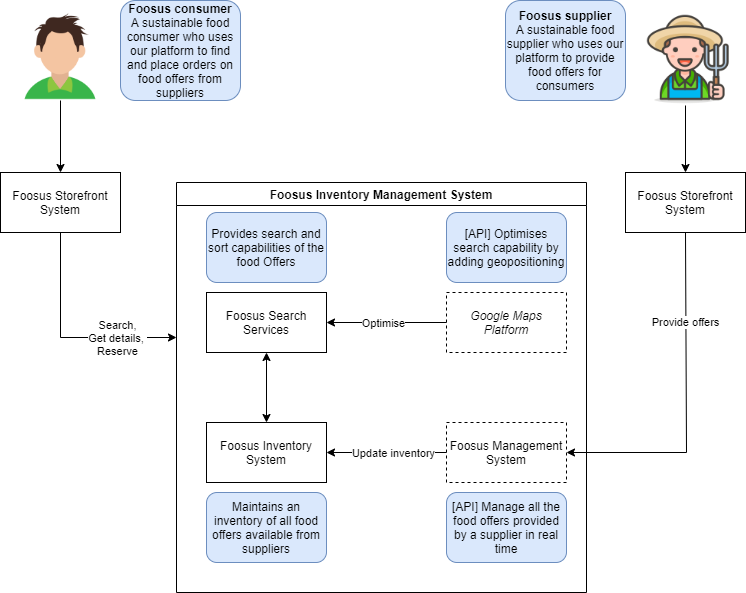 Foosus consumer
A sustainable food
consumer who uses
our platform to find
and place orders on
food offers from
suppliers
Foosus supplier
A sustainable food
supplier who uses our
platform to provide
food offers for
consumers
Foosus Storefront
System
Foosus Storefront
System
Foosus Inventory Management System
Provides search and
sort capabilities of the
food Offers
[API] Optimises
search capability by
adding geopositioning
Foosus Search
Services
Optimise
Google Maps
Platform
Search,
Get details,
Reserve
Provide offers
Foosus Inventory
System
Update inventory
Foosus Management
System
Maintains an
inventory of all food
offers available from
suppliers
[API] Manage all the
food offers provided
by a supplier in real
time